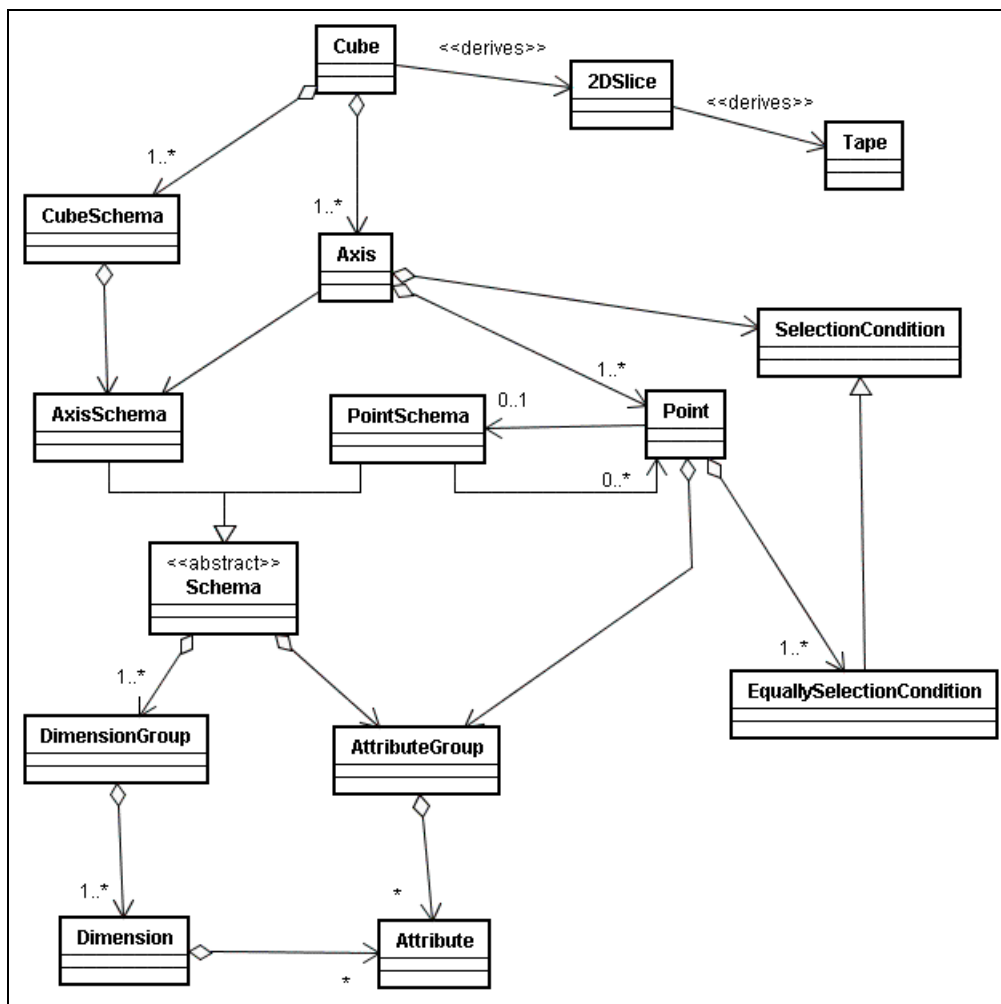 Cube
<<derives>>
2DSlice
<<derives>>
Tape
1..*
CubeSchema
1..*
Axis
SelectionCondition
1..*
AxisSchema
PointSchema
0..1
Point
0..*
<<abstract>>
Schema
1..*
1..*
EquallySelectionCondition
DimensionGroup
AttributeGroup
1..*
*
Dimension
Attribute
*